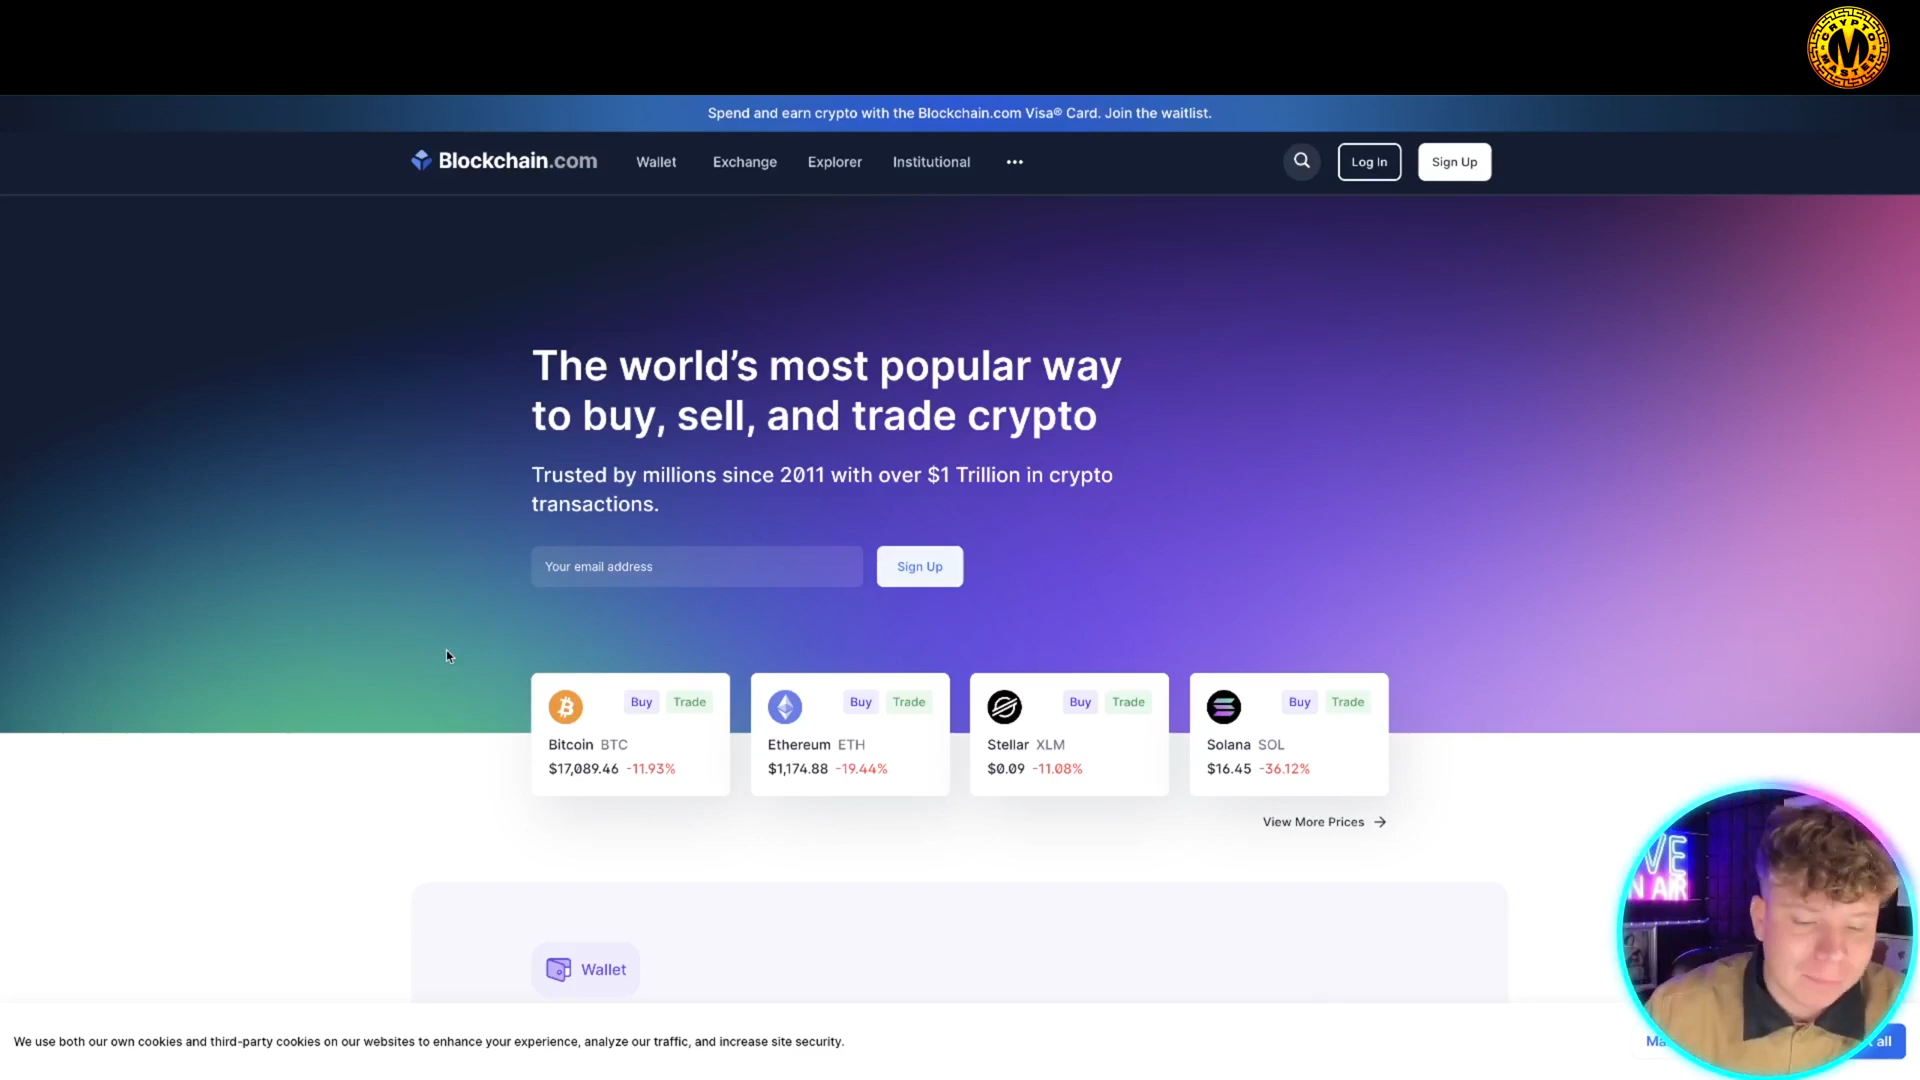 CRYPTO
M
MASTER
Spend and earn crypto with the Blockchain.com Visa® Card. Join the waitlist.
Blockchain.com Wallet Exchange Explorer Institutional ••• Log In Sign Up
The world's most popular way
to buy, sell, and trade crypto
Trusted by millions since 2011 with over $1 Trillion in crypto
transactions.
Your email address Sign Up
Buy Trade Buy Trade Buy Trade Buy Trade
Bitcoin BTC Ethereum ETH Stellar XLM Solana SOL
$17,089.46 -11.93% $1,174.88 -19.44% $0.09 -11.08% $16.45 -36.12%
View More Prices →
VE
N AIR
Wallet
We use both our own cookies and third-party cookies on our websites to enhance your experience, analyze our traffic, and increase site security.
all